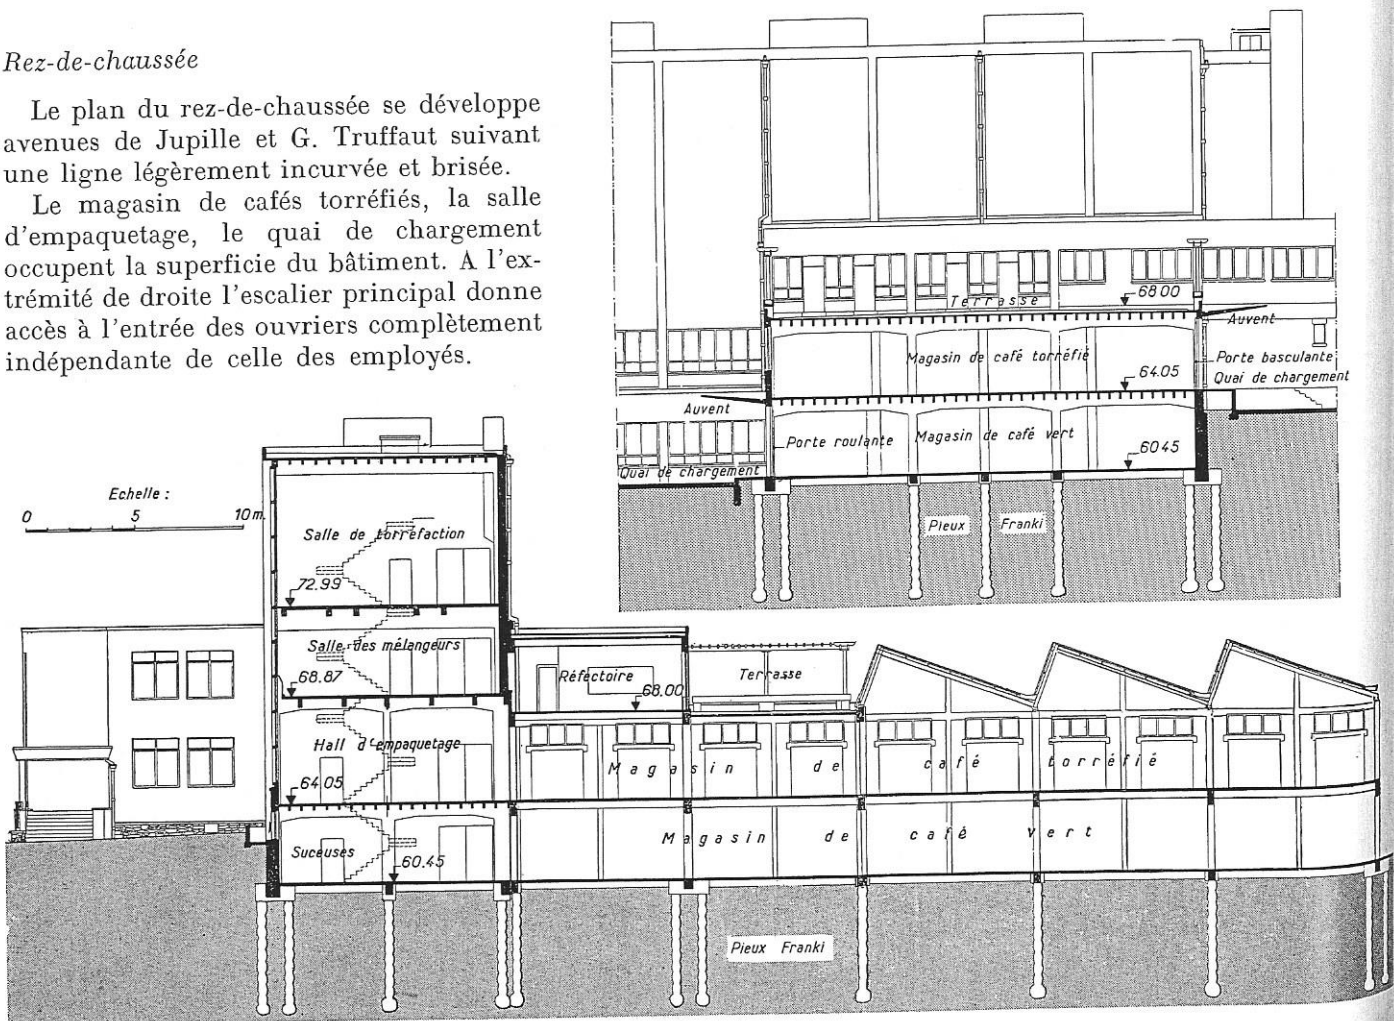 Rez-de-chaussée
Le plan du rez-de-chaussée se développe
avenues de Jupille et G. Truffaut suivant
une ligne légèrement incurvée et brisée.
Le magasin de cafés torréfiés, la salle
d'empaquetage, le quai de chargement
occupent la superficie du bâtiment. A l'ex-
trémité de droite l'escalier principal donne
accès à l'entrée des ouvriers complètement
indépendante de celle des employés.
Terrasse
68 00
Auvent
Magasin de café torréfié
64.05
Porte basculante
Quai de chargement
Auvent
Porte roulante
Magasin de café vert
6045
Quai de chargement
Pieux Franki
Echelle :
0 5 10 m.
Salle de torréfaction
72.99
Salle des mélangeurs
68.87
Réfectoire
68.00
Terrasse
Hall d'empaquetage
64 05
Magasin de café torréfié
Suceuses
60.45
Magasin de café vert
Pieux Franki